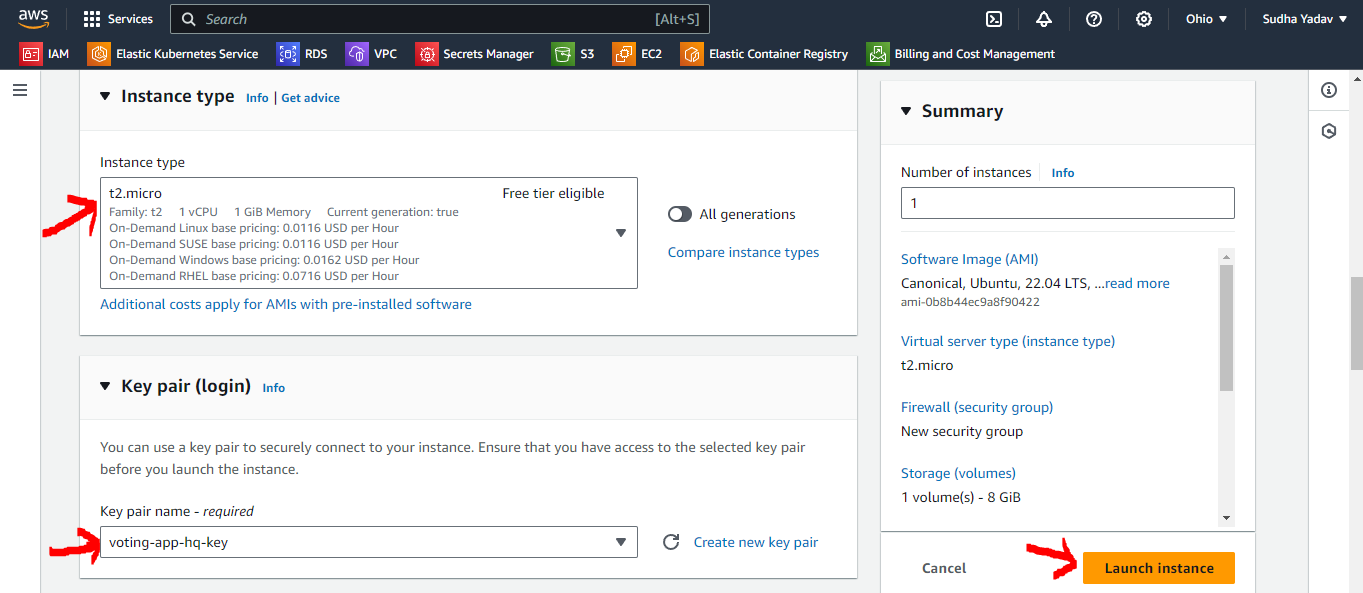 aws
Services
Search
[Alt+S]
Ohio
Sudha Yadav
IAM
Elastic Kubernetes Service
RDS
VPC
Secrets Manager
S3
EC2
Elastic Container Registry
Billing and Cost Management
Instance type Info | Get advice
Instance type
t2.micro Free tier eligible
Family: t2 1 vCPU 1 GiB Memory Current generation: true
On-Demand Linux base pricing: 0.0116 USD per Hour
On-Demand SUSE base pricing: 0.0116 USD per Hour
On-Demand Windows base pricing: 0.0162 USD per Hour
On-Demand RHEL base pricing: 0.0716 USD per Hour
All generations
Compare instance types
Additional costs apply for AMIs with pre-installed software
Key pair (login) Info
You can use a key pair to securely connect to your instance. Ensure that you have access to the selected key pair
before you launch the instance.
Key pair name - required
voting-app-hq-key
Create new key pair
Summary
Number of instances Info
1
Software Image (AMI)
Canonical, Ubuntu, 22.04 LTS, ...read more
ami-0b8b44ec9a8f90422
Virtual server type (instance type)
t2.micro
Firewall (security group)
New security group
Storage (volumes)
1 volume(s) - 8 GiB
Cancel
Launch instance